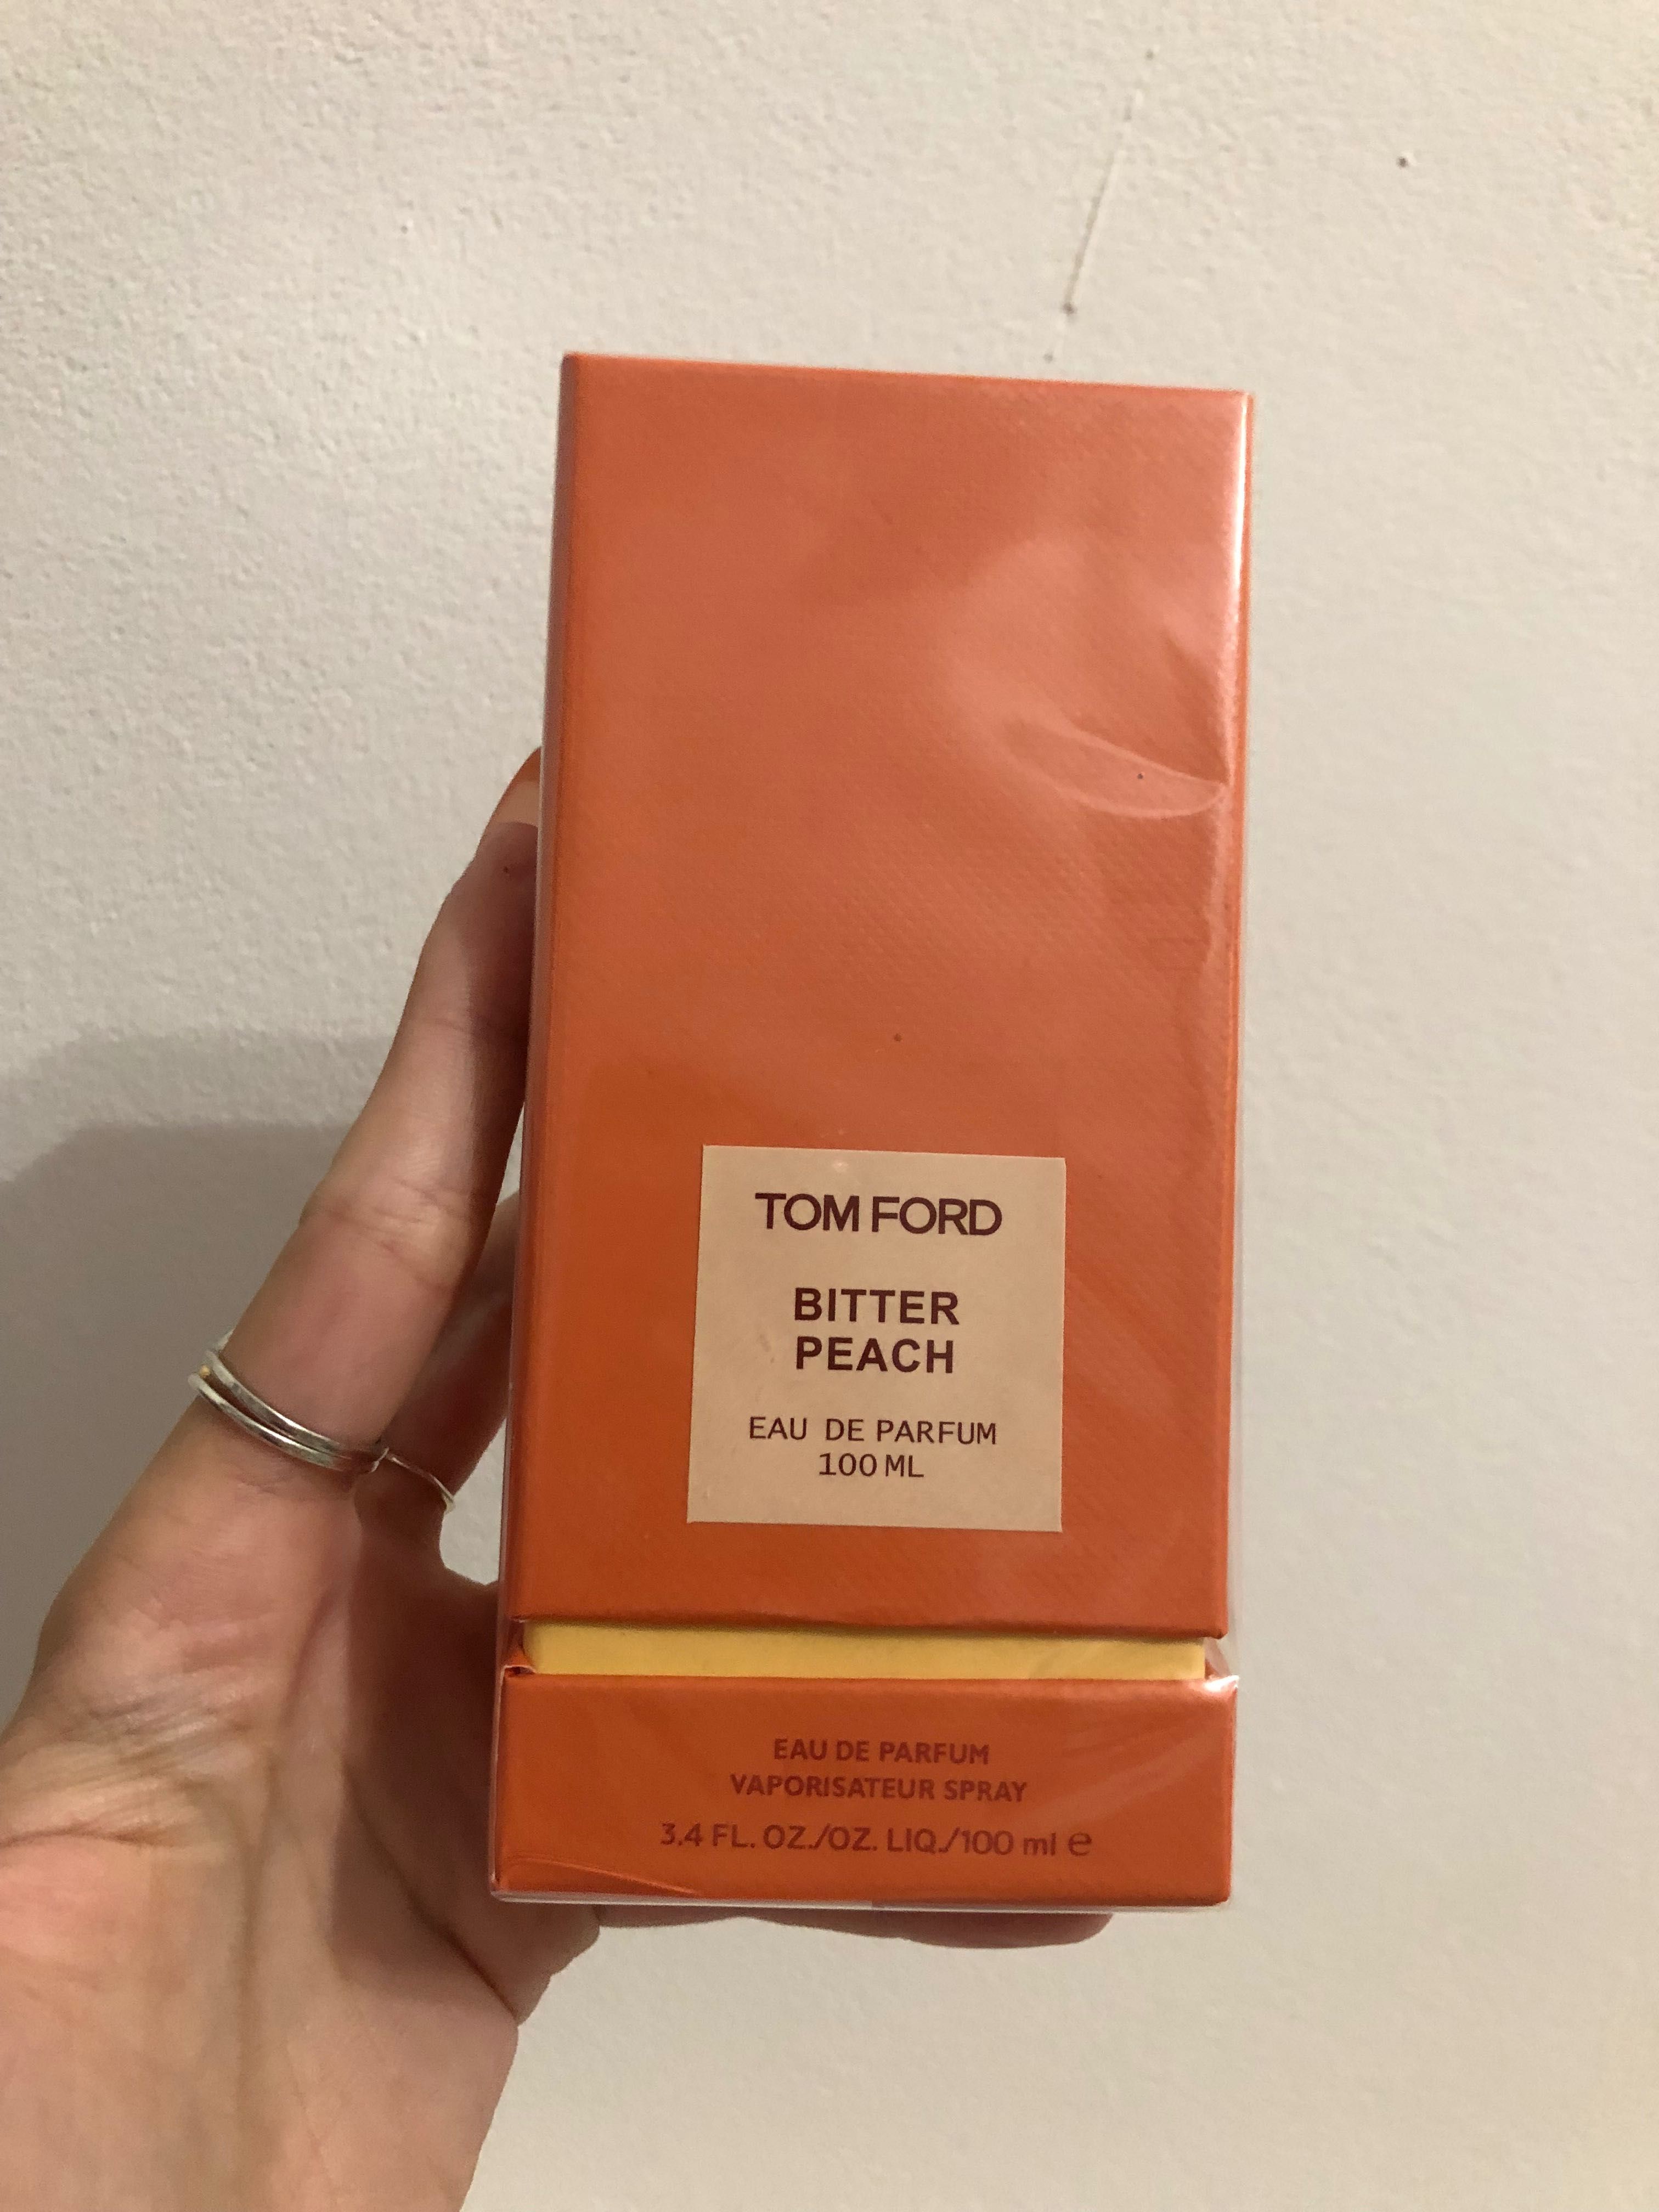 TOM FORD
BITTER
PEACH
EAU DE PARFUM
100 ML
EAU DE PARFUM
VAPORISATEUR SPRAY
3.4 FL. OZ./OZ. LIQ./100 ml e